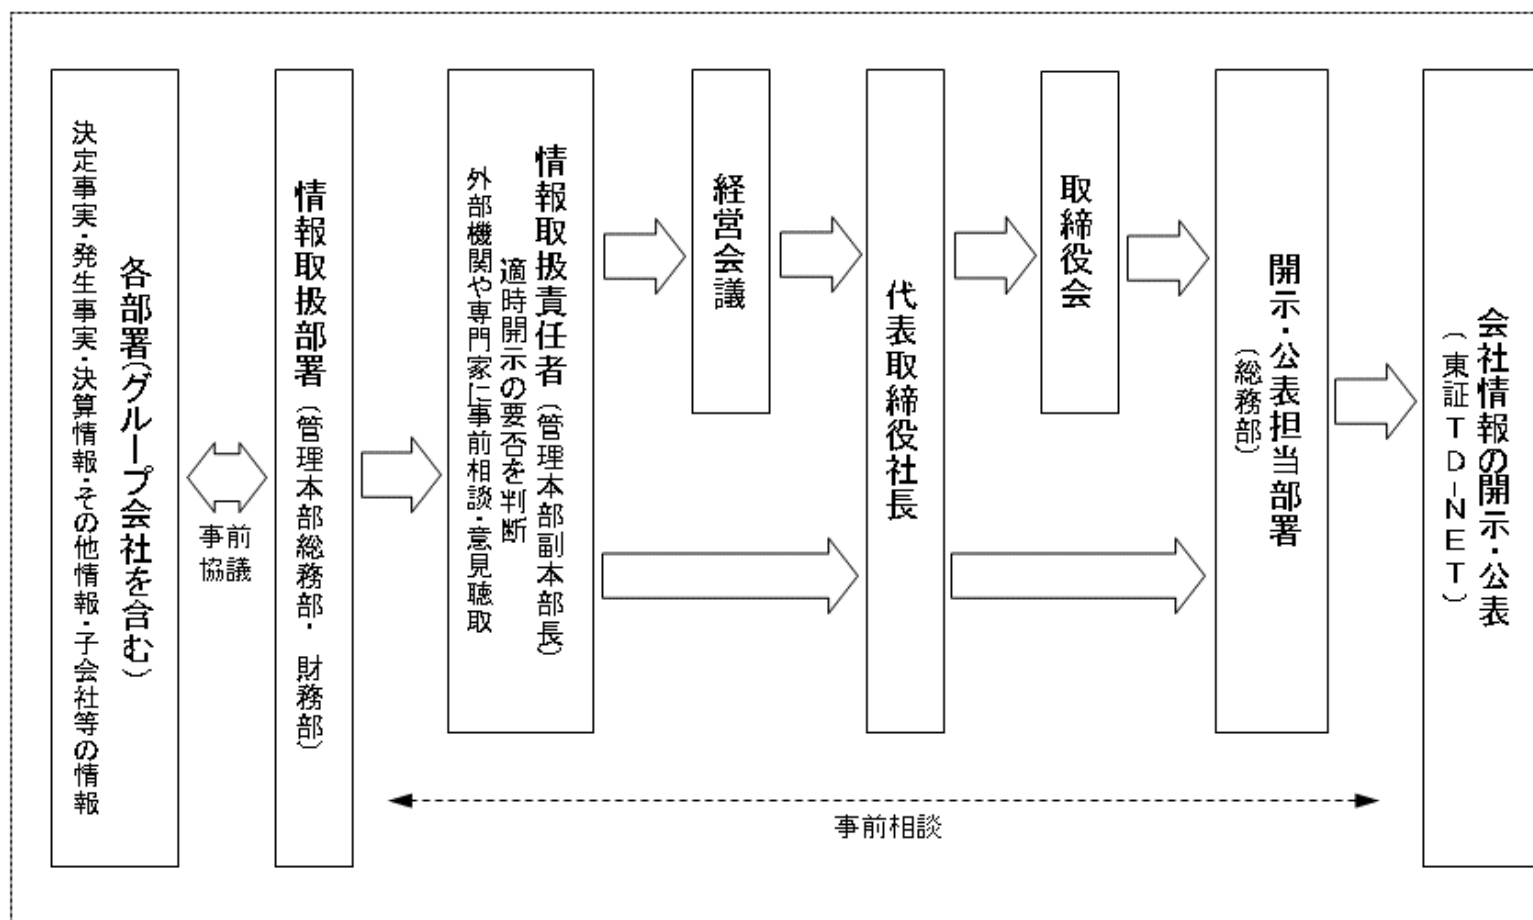 各部署(グループ会社を含む)
決定事実・発生事実・決算情報・その他情報・子会社等の情報
事前
協議
情報取扱部署(管理本部総務部・ 財務部)
情報取扱責任者(管理本部副本部長)
適時開示の要否を判断
外部機関や専門家に事前相談・意見聴取
経営会議
代表取締役社長
取締役会
開示・公表担当部署
(総務部)
会社情報の開示・公表
(東証TD-NET)
事前相談